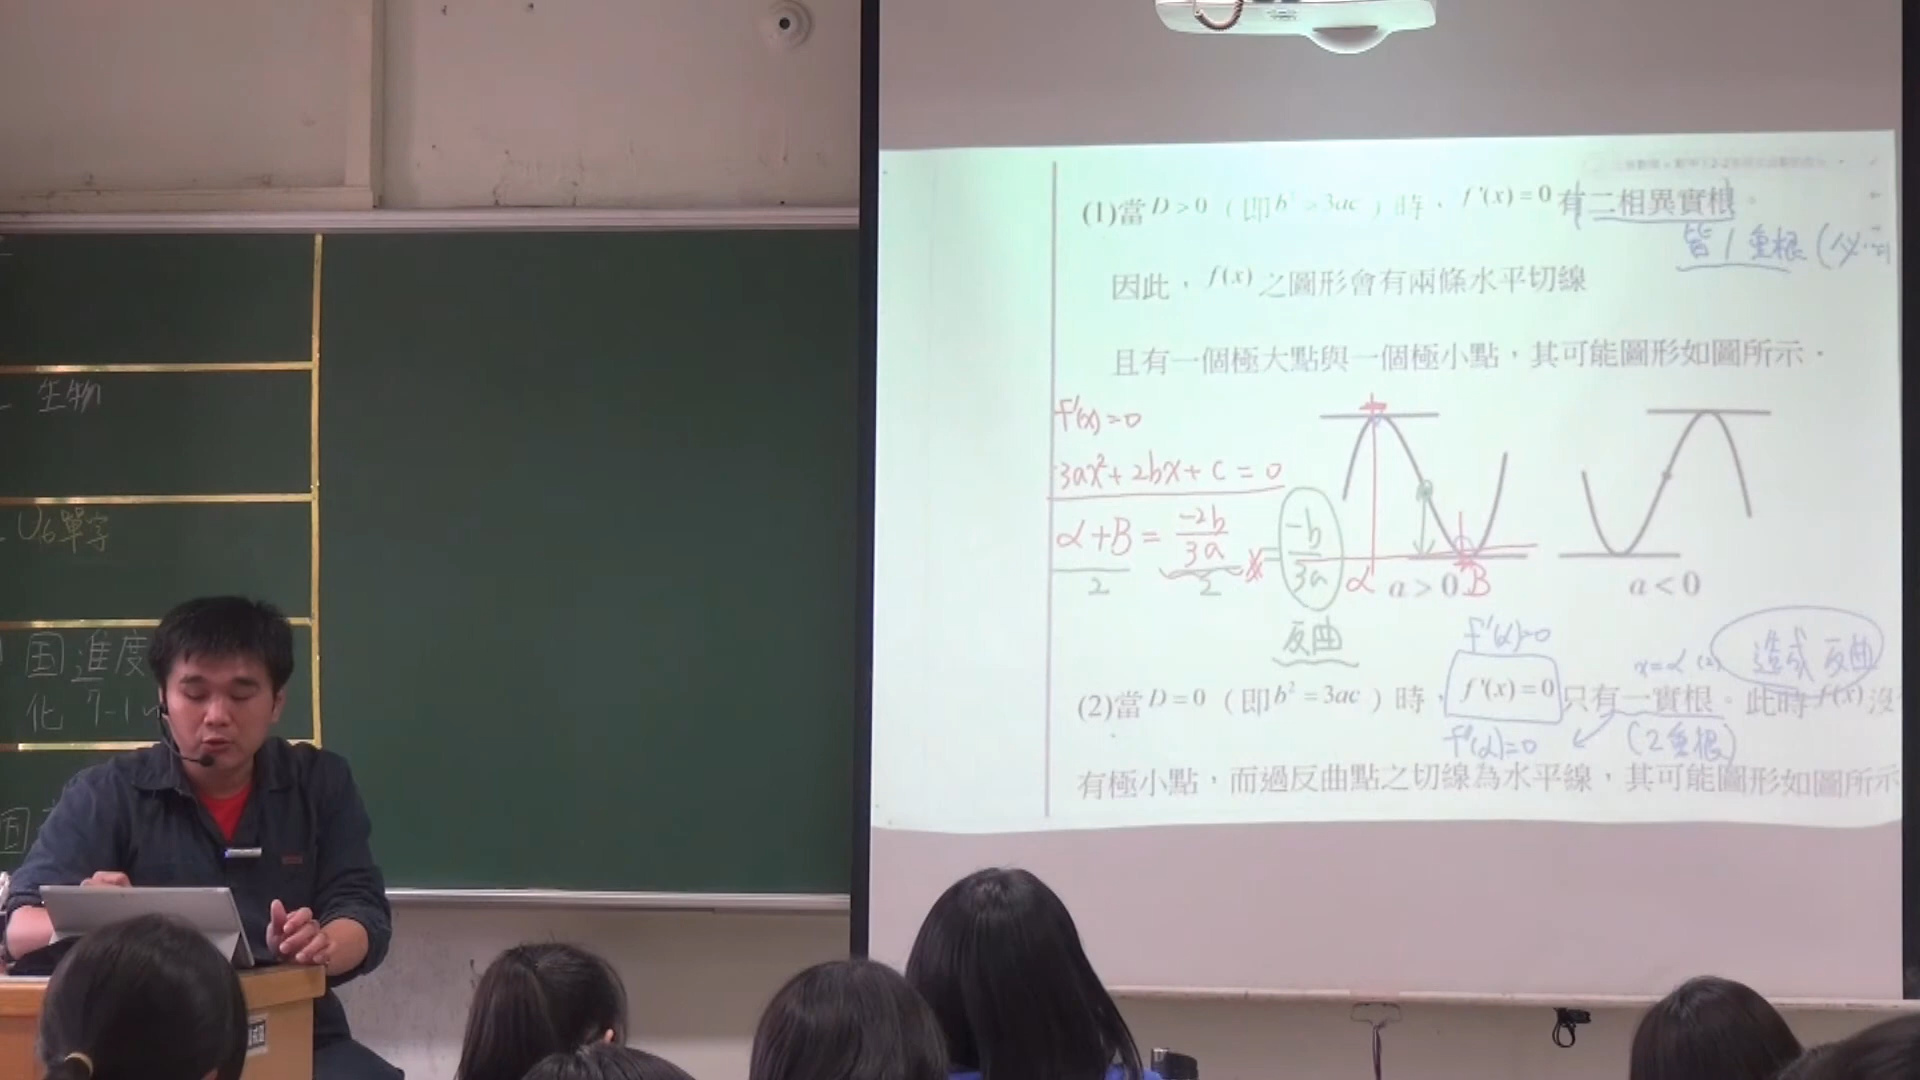 生物
U6單字
国進度
化 7-1
(1)當 D > 0 (即 b² > 3ac) 時, f'(x) = 0 有二相異實根。
皆1重根(必
因此, f(x) 之圖形會有兩條水平切線
且有一個極大點與一個極小點,其可能圖形如圖所示.
f'(x)=0
3ax²+2bx+c=0
α+B/2 = -2b/3a/2 = -b/3a
α a > 0 B
a < 0
反曲
f'(α)=0
x=α (2) 造成反曲
(2)當 D = 0 (即 b² = 3ac) 時, f'(x) = 0 只有一實根。此時 f(x) 沒
f''(α)=0 (2重根)
有極小點,而過反曲點之切線為水平線,其可能圖形如圖所示